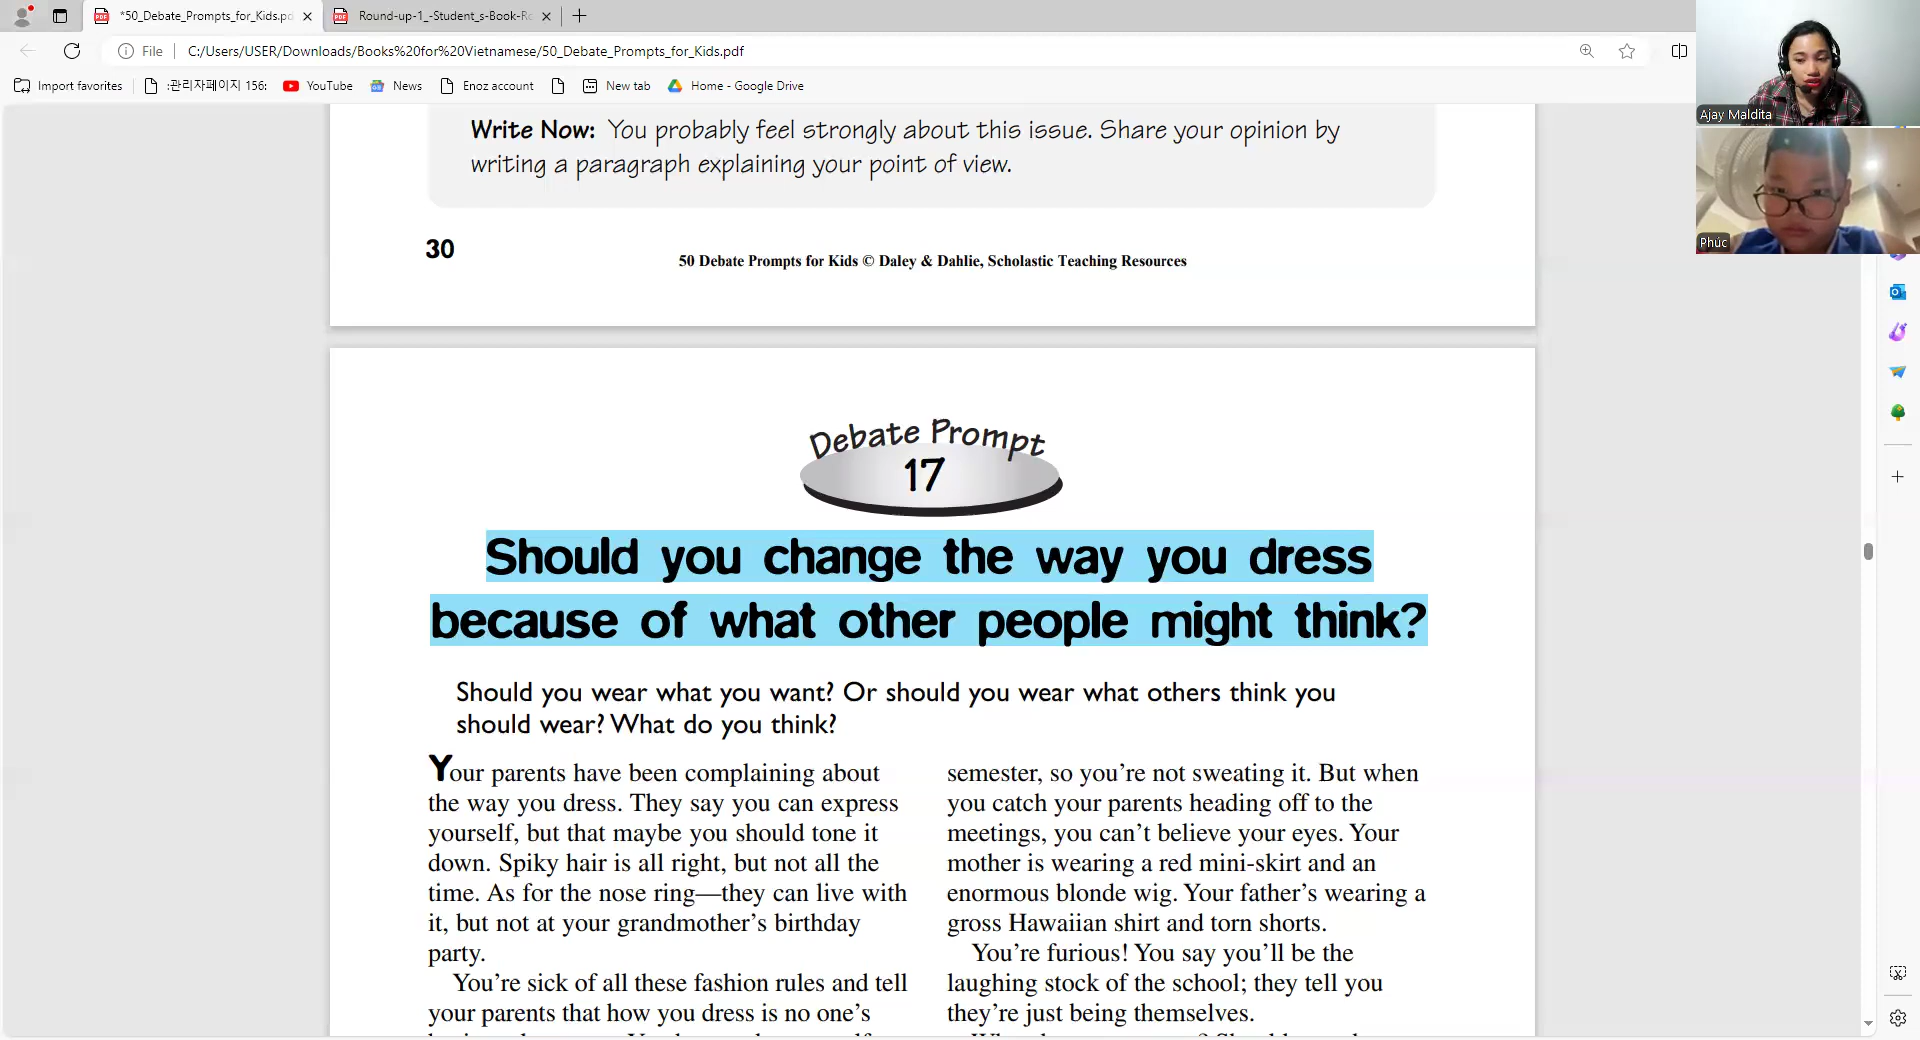 *50_Debate_Prompts_for_Kids.pd
Round-up-1_-Student_s-Book-Ro
File
C:/Users/USER/Downloads/Books%20for%20Vietnamese/50_Debate_Prompts_for_Kids.pdf
Import favorites
:관리자페이지 156:
YouTube
News
Enoz account
New tab
Home - Google Drive
Ajay Maldita
Phúc
Write Now: You probably feel strongly about this issue. Share your opinion by
writing a paragraph explaining your point of view.
30
50 Debate Prompts for Kids © Daley & Dahlie, Scholastic Teaching Resources
Debate Prompt
17
Should you change the way you dress
because of what other people might think?
Should you wear what you want? Or should you wear what others think you
should wear? What do you think?
Your parents have been complaining about
the way you dress. They say you can express
yourself, but that maybe you should tone it
down. Spiky hair is all right, but not all the
time. As for the nose ring—they can live with
it, but not at your grandmother's birthday
party.
You're sick of all these fashion rules and tell
your parents that how you dress is no one's
semester, so you're not sweating it. But when
you catch your parents heading off to the
meetings, you can't believe your eyes. Your
mother is wearing a red mini-skirt and an
enormous blonde wig. Your father's wearing a
gross Hawaiian shirt and torn shorts.
You're furious! You say you'll be the
laughing stock of the school; they tell you
they're just being themselves.